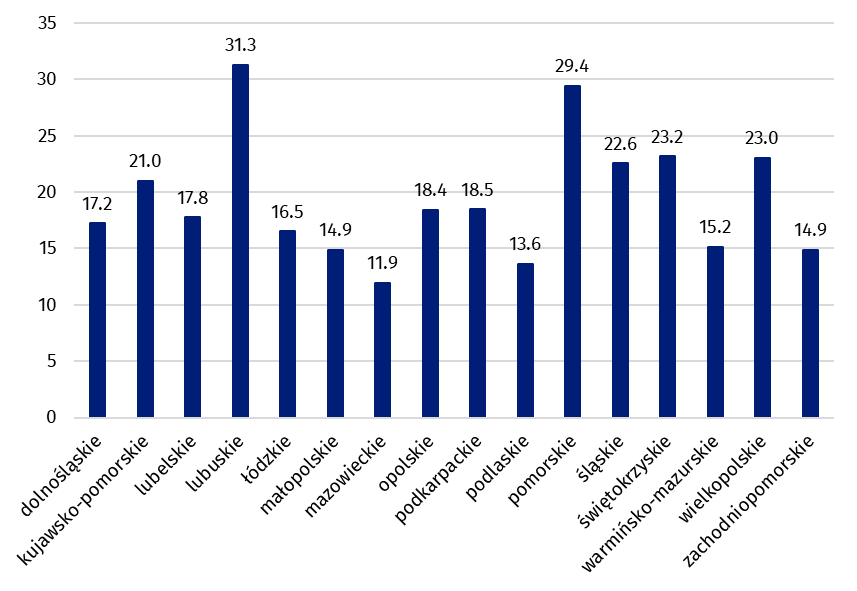 35
30
25
20
15
10
5
0
17.2
21.0
17.8
31.3
16.5
14.9
11.9
18.4
18.5
13.6
29.4
22.6
23.2
15.2
23.0
14.9
dolnośląskie
kujawsko-pomorskie
lubelskie
lubuskie
łódzkie
małopolskie
mazowieckie
opolskie
podkarpackie
podlaskie
pomorskie
śląskie
świętokrzyskie
warmińsko-mazurskie
wielkopolskie
zachodniopomorskie